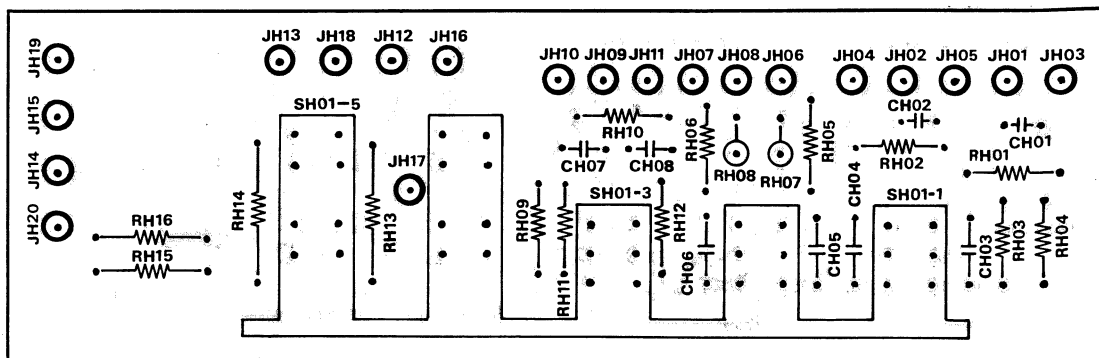 JH19
JH15
JH14
JH20
JH13 JH18 JH12 JH16
JH10 JH09 JH11 JH07 JH08 JH06 JH04 JH02 JH05 JH01 JH03
SH01-5
JH17
RH14
RH13
RH16
RH15
RH10
CH07 CH08
RH06
RH08 RH07
RH05
CH02
RH02
CH04
CH01
RH01
SH01-3
SH01-1
RH09
RH11
RH12
CH06
CH05
CH03
RH03
RH04